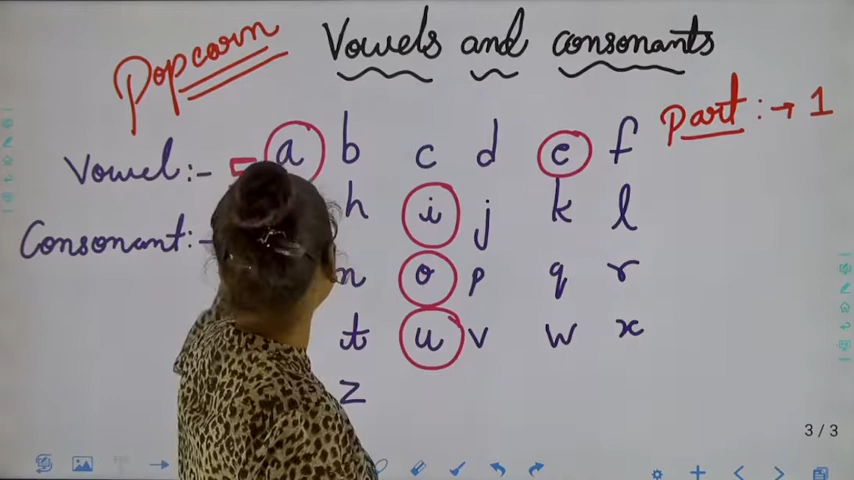 Popcorn
Vowels and consonants
Part :→ 1
Vowel :-
a b c d e f
Consonant :-
h i j k l
n o p q r
t u v w x
z
3/3